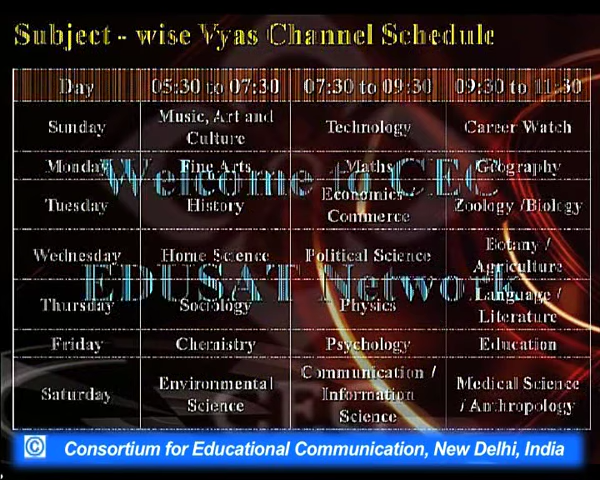 Subject - wise Vyas Channel Schedule
Day 05:30 to 07:30 07:30 to 09:30 09:30 to 11:30
Sunday Music, Art and Culture Technology Career Watch
Monday Fine Arts Maths Geography
Welcome to CEC
Tuesday History Economics Commerce Zoology /Biology
Wednesday Home Science Political Science Botany / Agriculture
EDUSAT Network
Thursday Sociology Physics Language / Literature
Friday Chemistry Psychology Education
Saturday Environmental Science Communication / Information Science Medical Science / Anthropology
© Consortium for Educational Communication, New Delhi, India